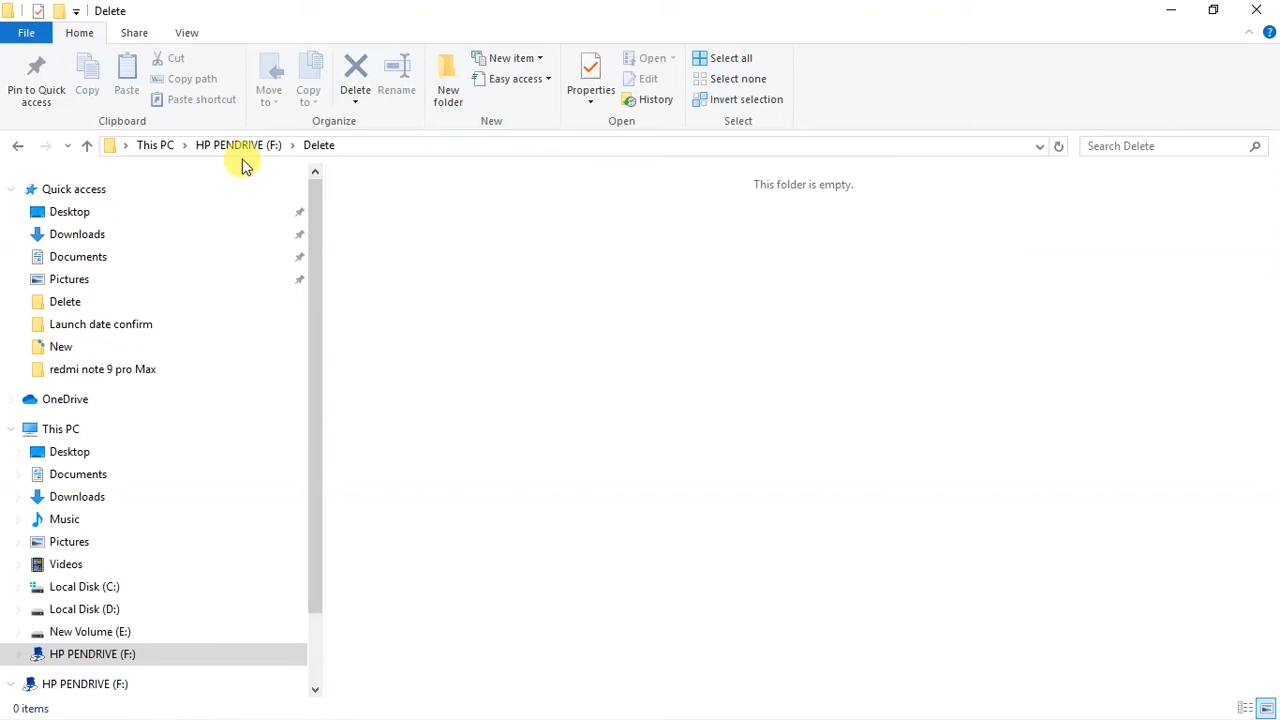 Delete
File Home Share View
Pin to Quick access
Copy
Paste
Cut
Copy path
Paste shortcut
Clipboard
Move to
Copy to
Delete
Rename
Organize
New folder
New item
Easy access
New
Properties
Open
Edit
History
Open
Select all
Select none
Invert selection
Select
This PC > HP PENDRIVE (F:) > Delete
Search Delete
Quick access
Desktop
Downloads
Documents
Pictures
Delete
Launch date confirm
New
redmi note 9 pro Max
OneDrive
This PC
Desktop
Documents
Downloads
Music
Pictures
Videos
Local Disk (C:)
Local Disk (D:)
New Volume (E:)
HP PENDRIVE (F:)
HP PENDRIVE (F:)
This folder is empty.
0 items